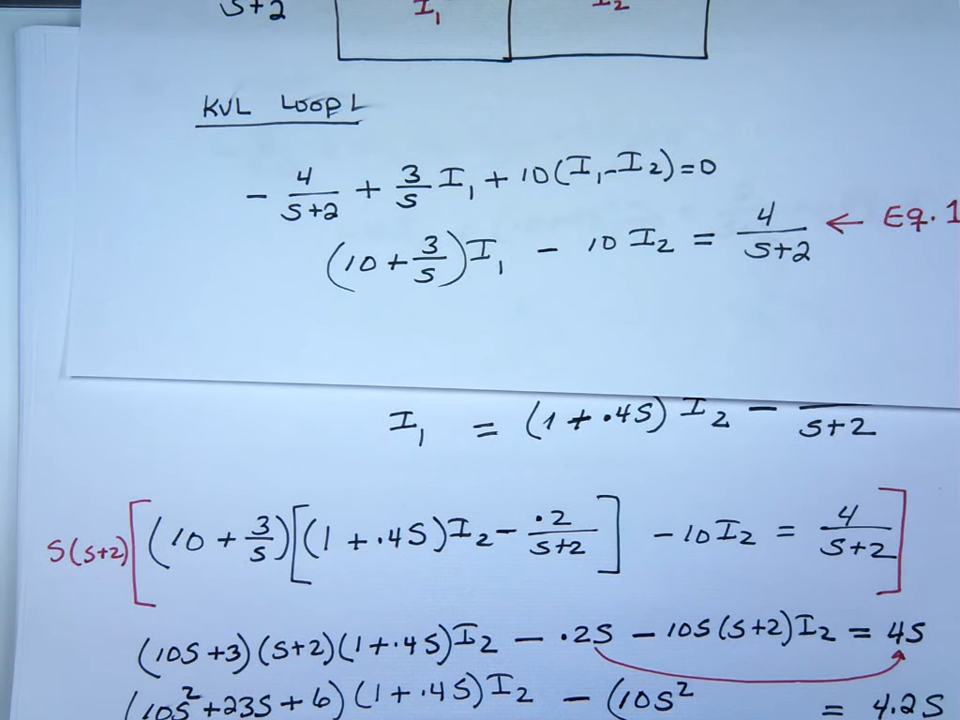 S+2 I₁ I₂
KVL LOOP 1
- 4/(S+2) + 3/S I₁ + 10(I₁-I₂)=0
(10 + 3/S) I₁ - 10 I₂ = 4/(S+2) ← Eq. 1
I₁ = (1 + .4S) I₂ - /(S+2)
S(S+2)[(10 + 3/S)[(1 + .4S)I₂ - .2/(S+2)] - 10I₂ = 4/(S+2)]
(10S+3)(S+2)(1+.4S)I₂ - .2S - 10S(S+2)I₂ = 4S
(10S²+23S+6)(1+.4S)I₂ - (10S² = 4.2S